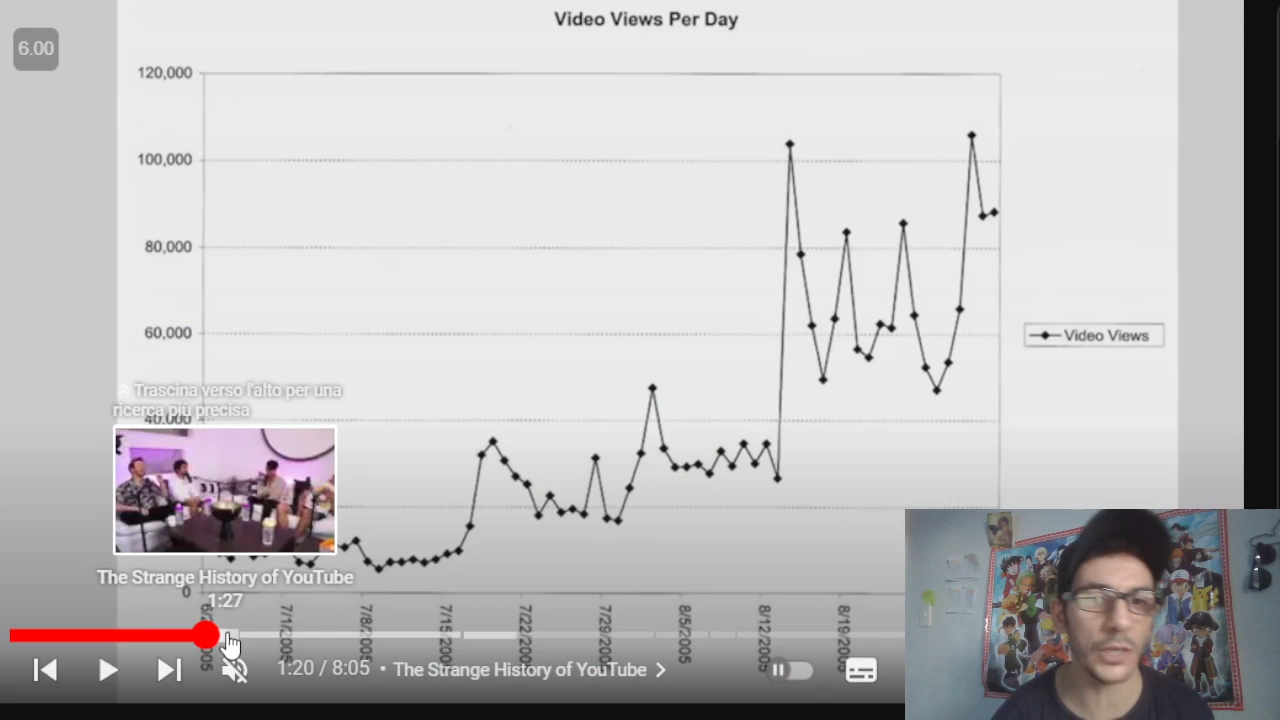 Video Views Per Day
6.00
120,000
100,000
80,000
60,000
Video Views
Trascina verso l'alto per una
ricerca più precisa
40,000
The Strange History of YouTube
1:27
0
7/1/2005
7/8/2005
7/15/2005
7/22/2005
7/29/2005
8/5/2005
8/12/2005
1:20 / 8:05 • The Strange History of YouTube